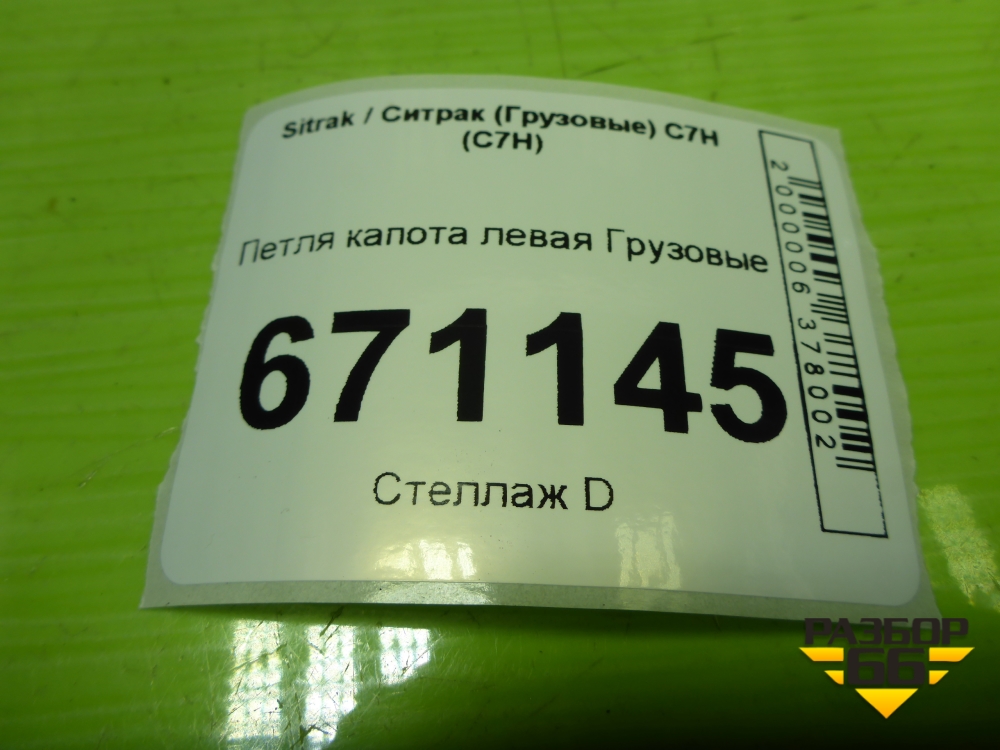 Sitrak / Ситрак (Грузовые) C7H
(C7H)
Петля капота левая Грузовые
671145
Стеллаж D
2000006378002
РАЗБОР
66